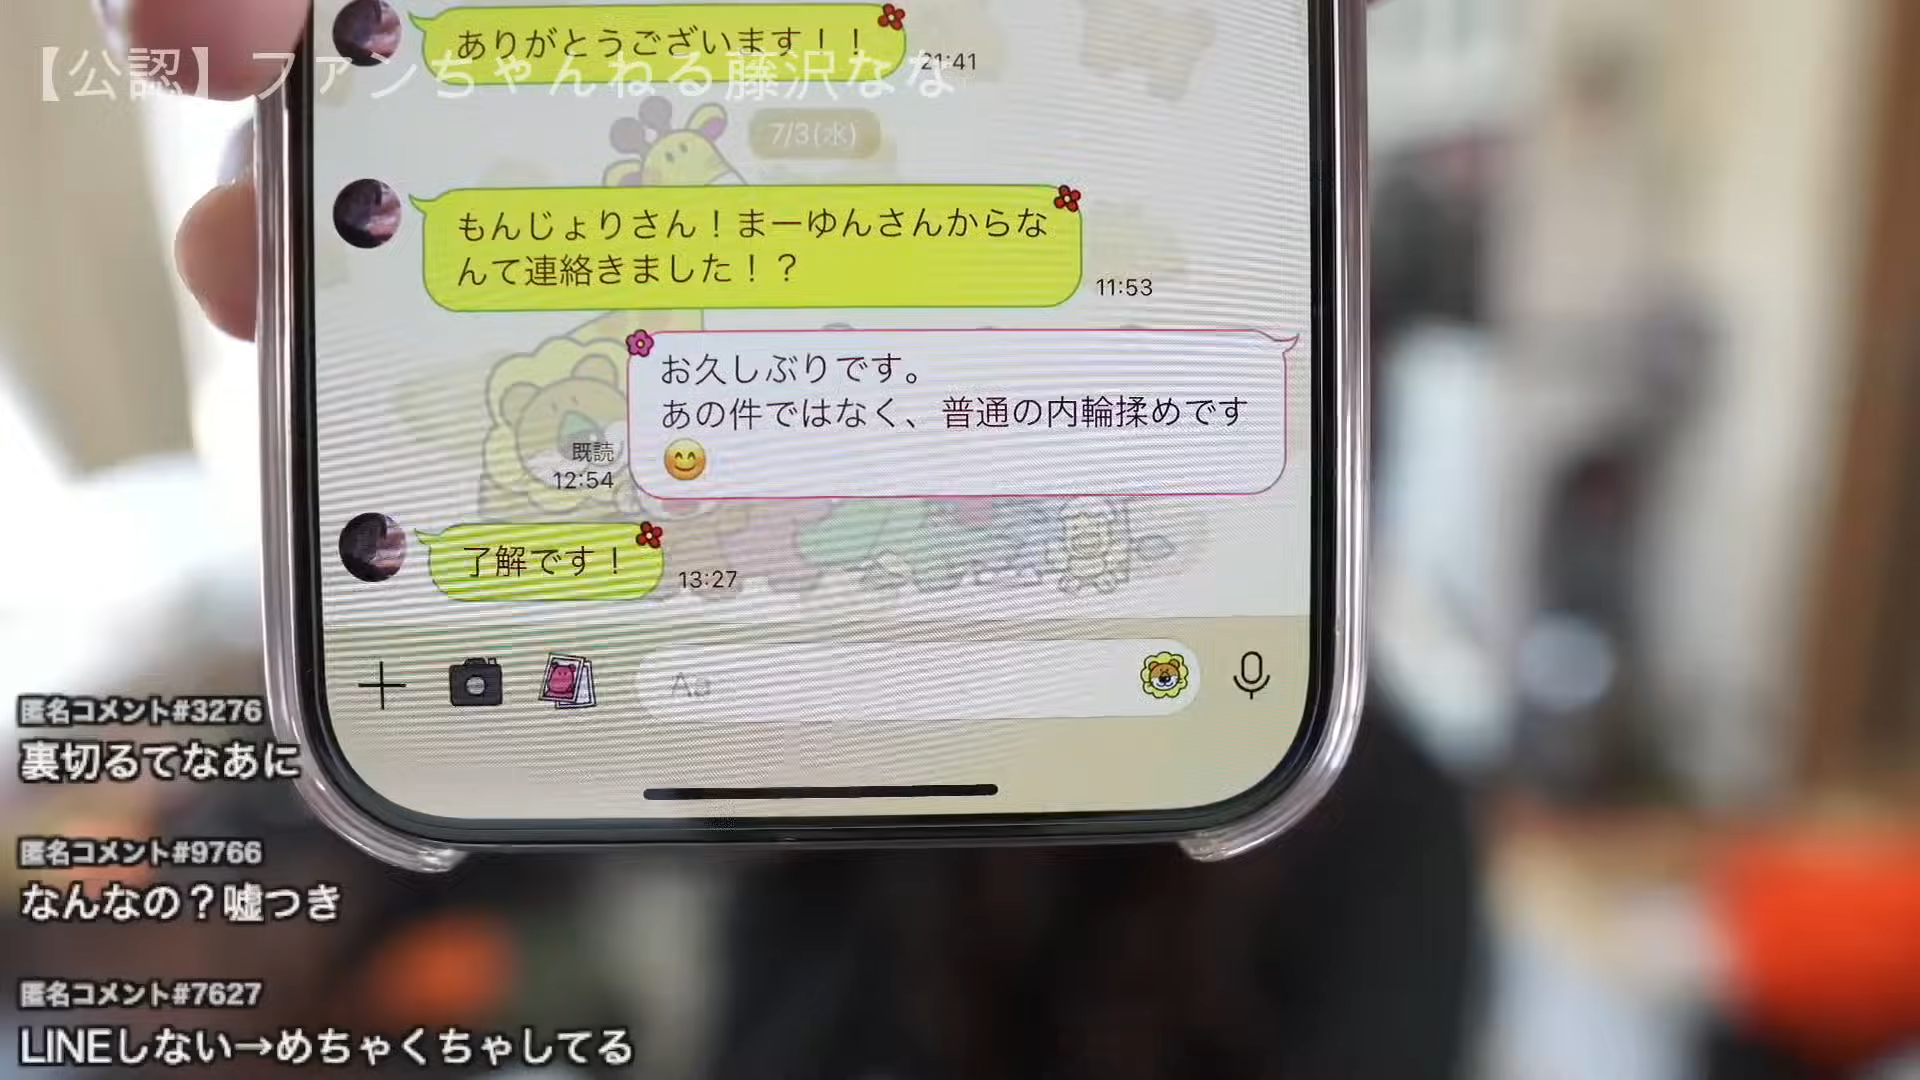 ありがとうございます！！
21:41
【公認】ファンちゃんねる藤沢なな
7/3(水)
もんじょりさん！まーゆんさんからな
んて連絡きました！？
11:53
お久しぶりです。
あの件ではなく、普通の内輪揉めです
😊
既読
12:54
了解です！
13:27
Aa
匿名コメント#3276
裏切るてなあに
匿名コメント#9766
なんなの？嘘つき
匿名コメント#7627
LINEしない→めちゃくちゃしてる